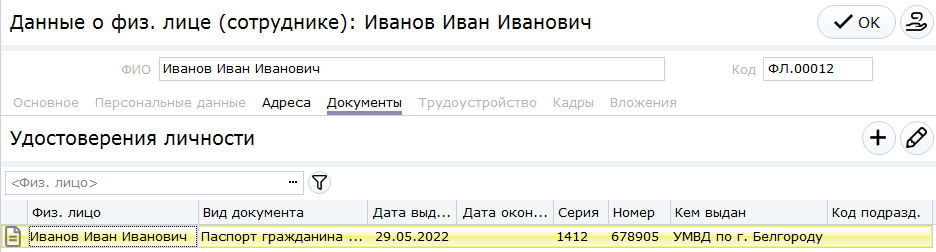 Данные о физ. лице (сотруднике): Иванов Иван Иванович
OK
ФИО Иванов Иван Иванович Код ФЛ.00012
Основное Персональные данные Адреса Документы Трудоустройство Кадры Вложения
Удостоверения личности
<Физ. лицо> ...
Физ. лицо Вид документа Дата выд... Дата окон... Серия Номер Кем выдан Код подразд.
Иванов Иван Иванович Паспорт гражданина ... 29.05.2022 1412 678905 УМВД по г. Белгороду